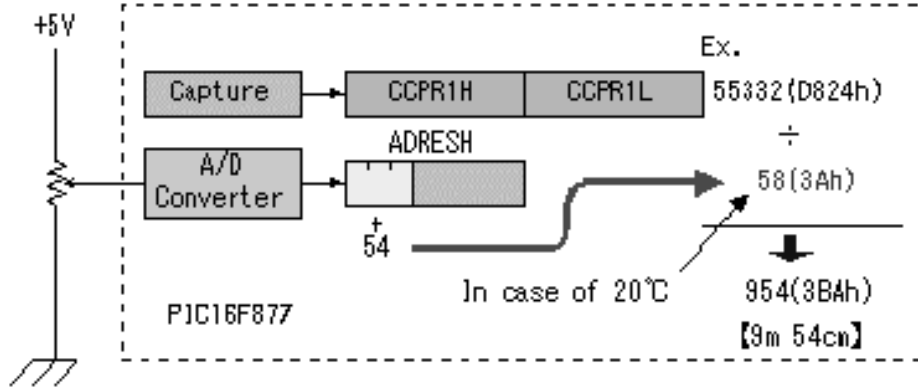 +5V
Ex.
Capture
CCPR1H
CCPR1L
55332(D824h)
÷
ADRESH
A/D
Converter
58(3Ah)
+
54
In case of 20℃
954(3BAh)
PIC16F877
【9m 54cm】